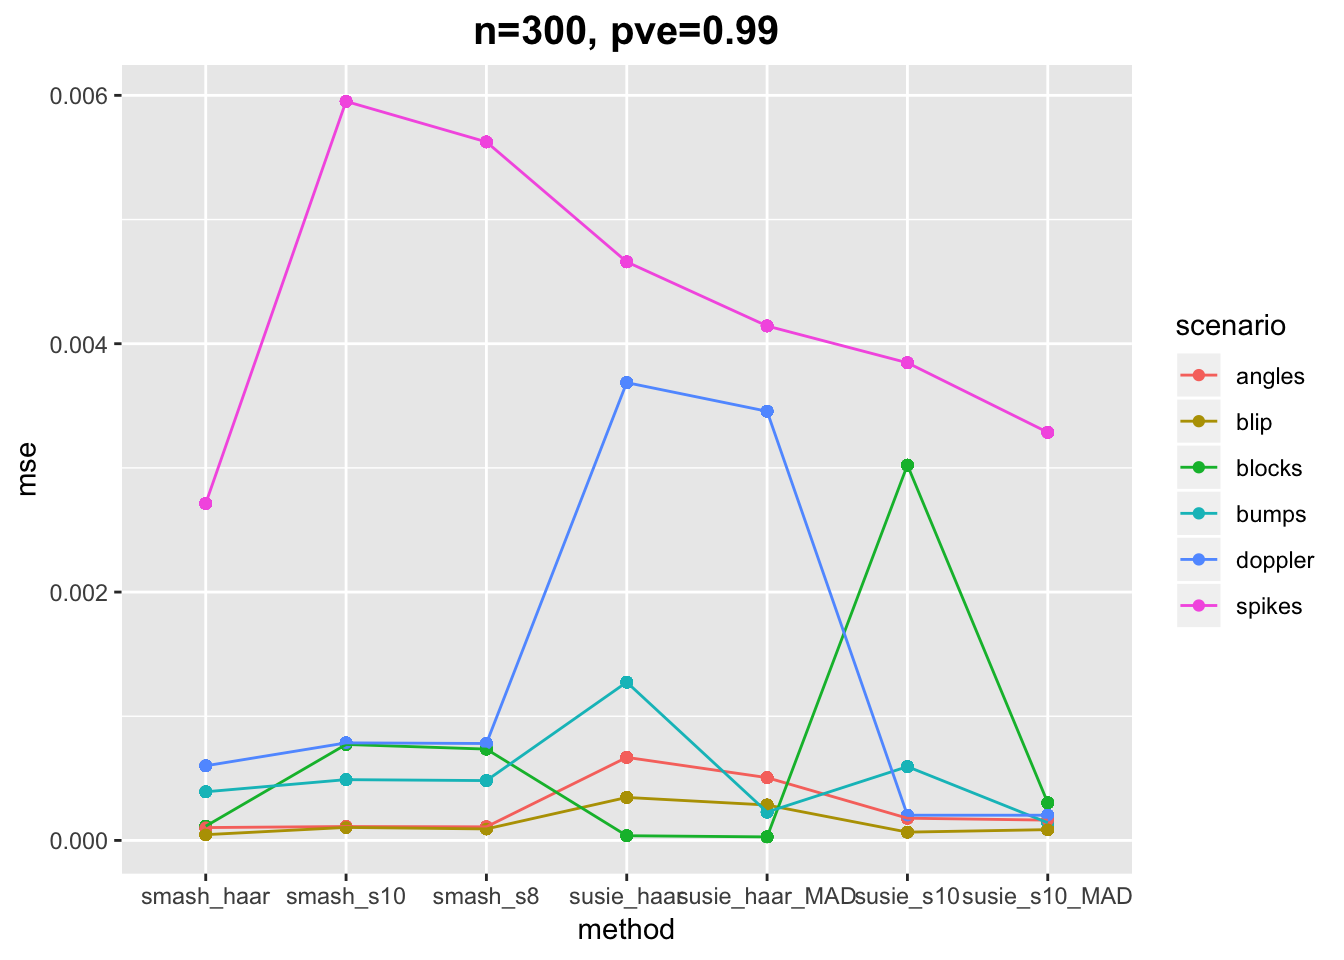 n=300, pve=0.99
0.006
0.004
0.002
0.000
mse
smash_haar
smash_s10
smash_s8
susie_haar
susie_haar_MAD
susie_s10
susie_s10_MAD
method
scenario
angles
blip
blocks
bumps
doppler
spikes